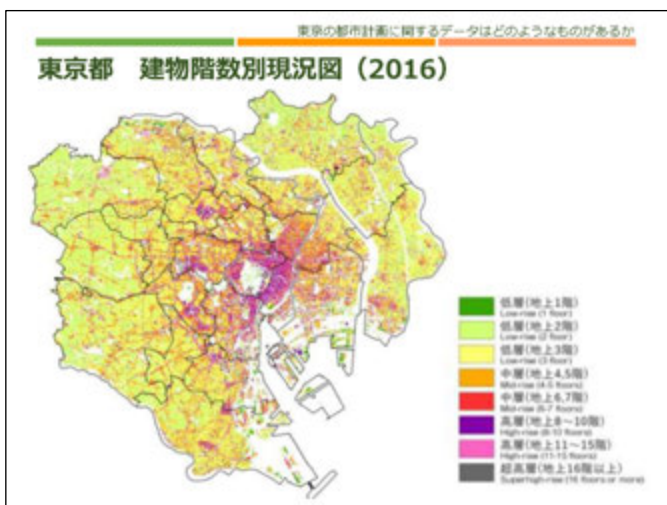 東京の都市計画に関するデータはどのようなものがあるか
東京都 建物階数別現況図（2016）
低層(地上1階)
Low-rise (1 floor)
低層(地上2階)
Low-rise (2 floor)
低層(地上3階)
Low-rise (3 floor)
中層(地上4,5階)
Mid-rise (4-5 floors)
中層(地上6,7階)
Mid-rise (6-7 floors)
高層(地上8～10階)
High-rise (8-10 floors)
高層(地上11～15階)
High-rise (11-15 floors)
超高層(地上16階以上)
Superhigh-rise (16 floors or more)